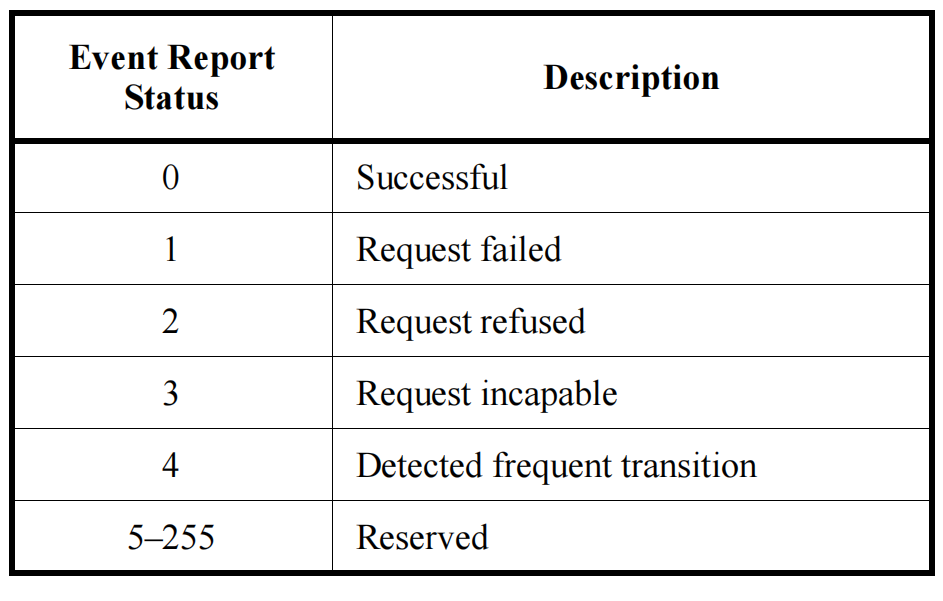 Event Report
Status
Description
0
Successful
1
Request failed
2
Request refused
3
Request incapable
4
Detected frequent transition
5–255
Reserved